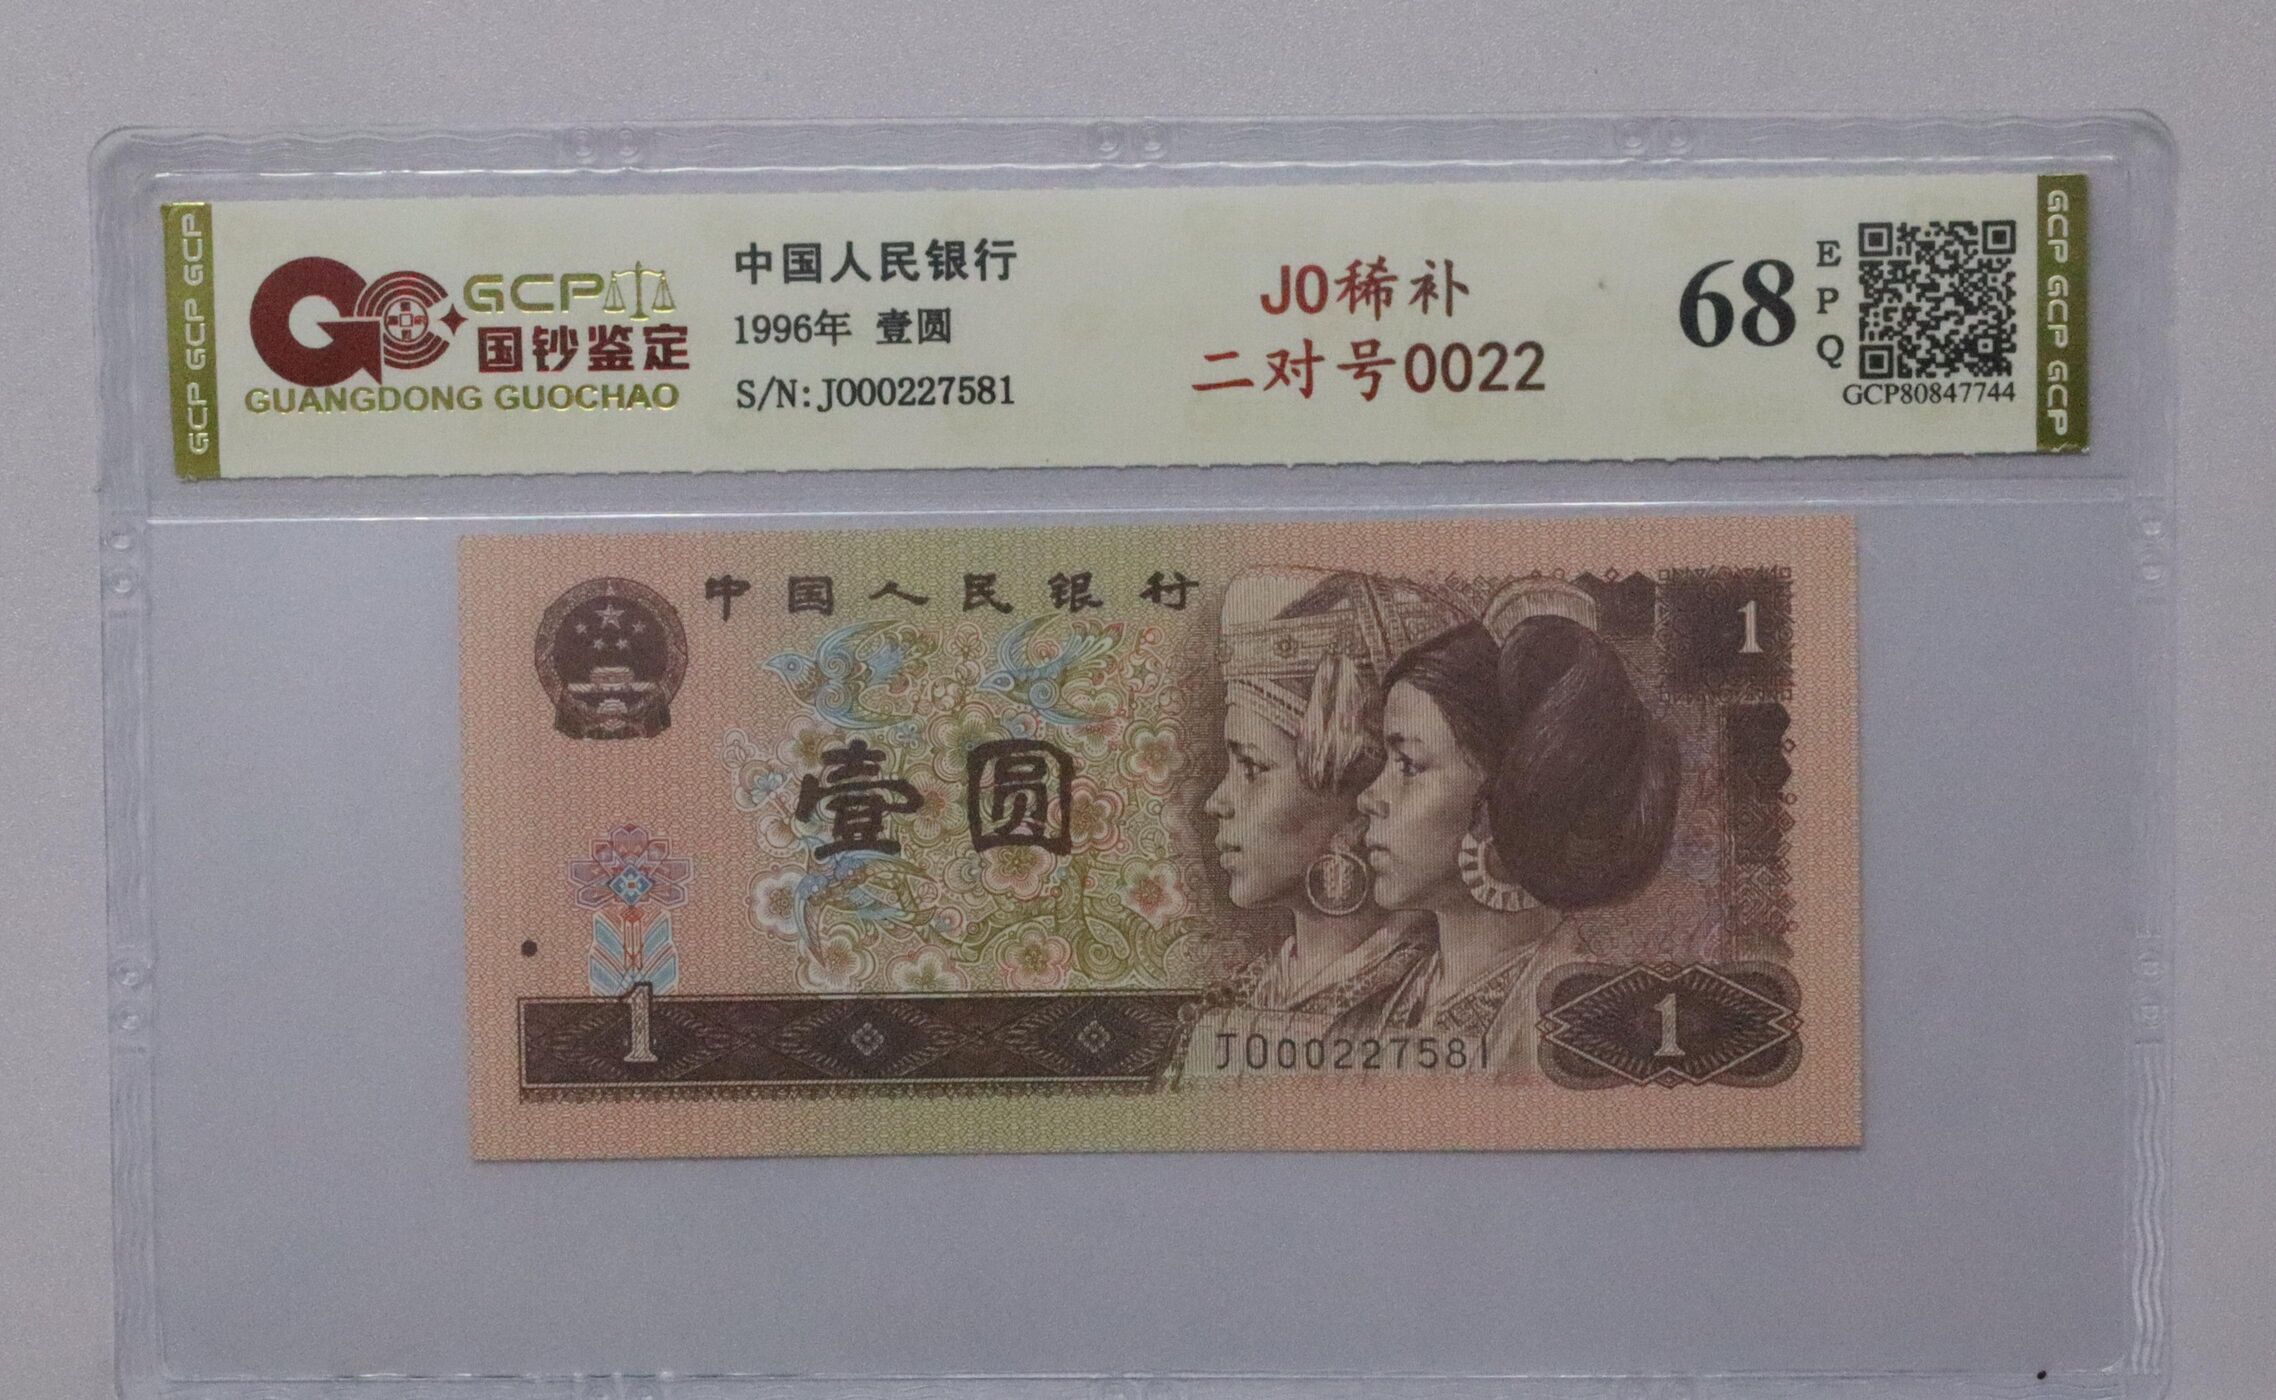 GCP GCP GCP
GCP
国钞鉴定
GUANGDONG GUOCHAO
中国人民银行
1996年 壹圆
S/N: J000227581
J0稀补
二对号0022
68
EPQ
GCP80847744
GCP GCP GCP
中国人民银行
1
壹圆
1
J000227581
1